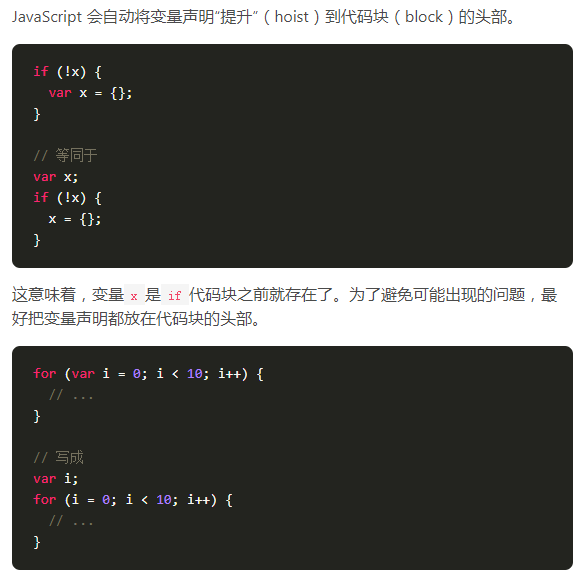 JavaScript 会自动将变量声明“提升”（hoist）到代码块（block）的头部。
if (!x) {
  var x = {};
}
// 等同于
var x;
if (!x) {
  x = {};
}
这意味着，变量 x 是 if 代码块之前就存在了。为了避免可能出现的问题，最
好把变量声明都放在代码块的头部。
for (var i = 0; i < 10; i++) {
  // ...
}
// 写成
var i;
for (i = 0; i < 10; i++) {
  // ...
}